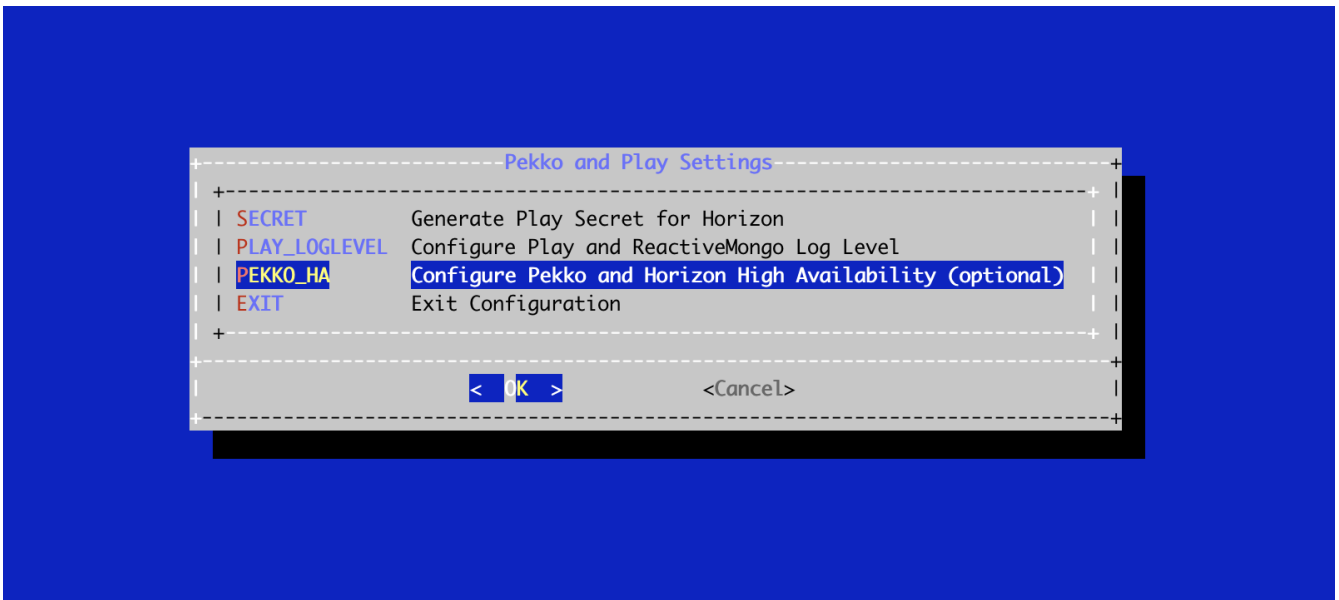 Pekko and Play Settings
SECRET Generate Play Secret for Horizon
PLAY_LOGLEVEL Configure Play and ReactiveMongo Log Level
PEKKO_HA Configure Pekko and Horizon High Availability (optional)
EXIT Exit Configuration
< OK > <Cancel>